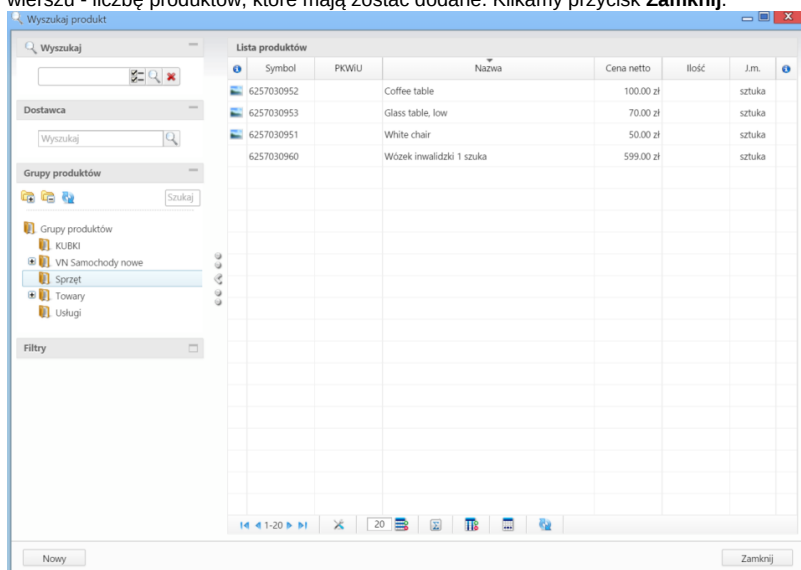 wierszu - liczbę produktów, które mają zostać dodane. Klikamy przycisk Zamknij.
Wyszukaj produkt
Wyszukaj
Dostawca
Wyszukaj
Grupy produktów
Szukaj
Grupy produktów
KUBKI
VN Samochody nowe
Sprzęt
Towary
Usługi
Filtry
Lista produktów
Symbol PKWiU Nazwa Cena netto Ilość J.m.
6257030952 Coffee table 100.00 zł sztuka
6257030953 Glass table, low 70.00 zł sztuka
6257030951 White chair 50.00 zł sztuka
6257030960 Wózek inwalidzki 1 szuka 599.00 zł sztuka
1-20 20
Nowy Zamknij